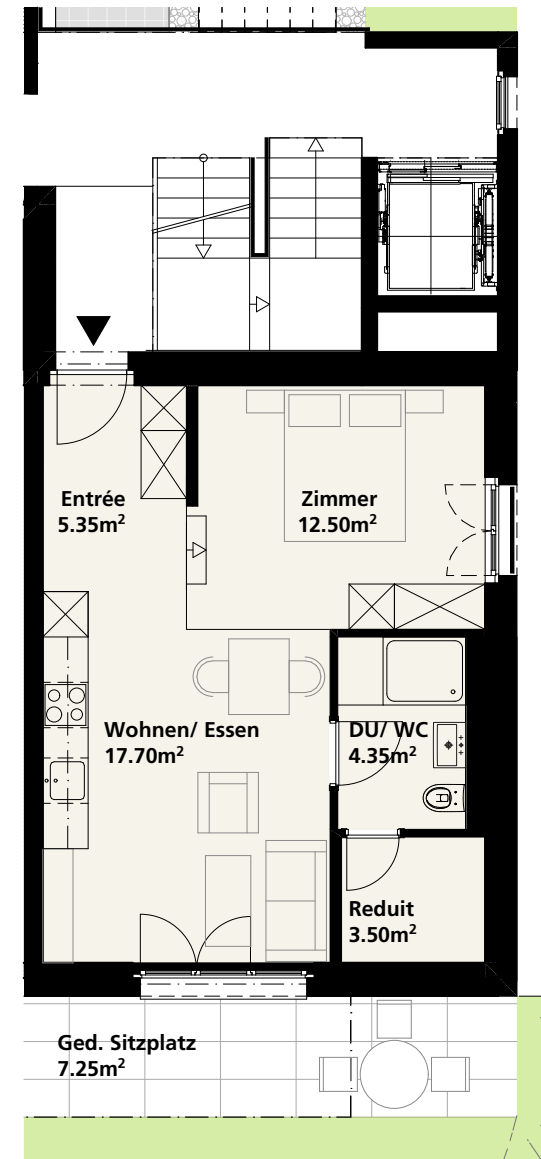 Entrée
5.35m²
Zimmer
12.50m²
Wohnen/ Essen
17.70m²
DU/ WC
4.35m²
Reduit
3.50m²
Ged. Sitzplatz
7.25m²